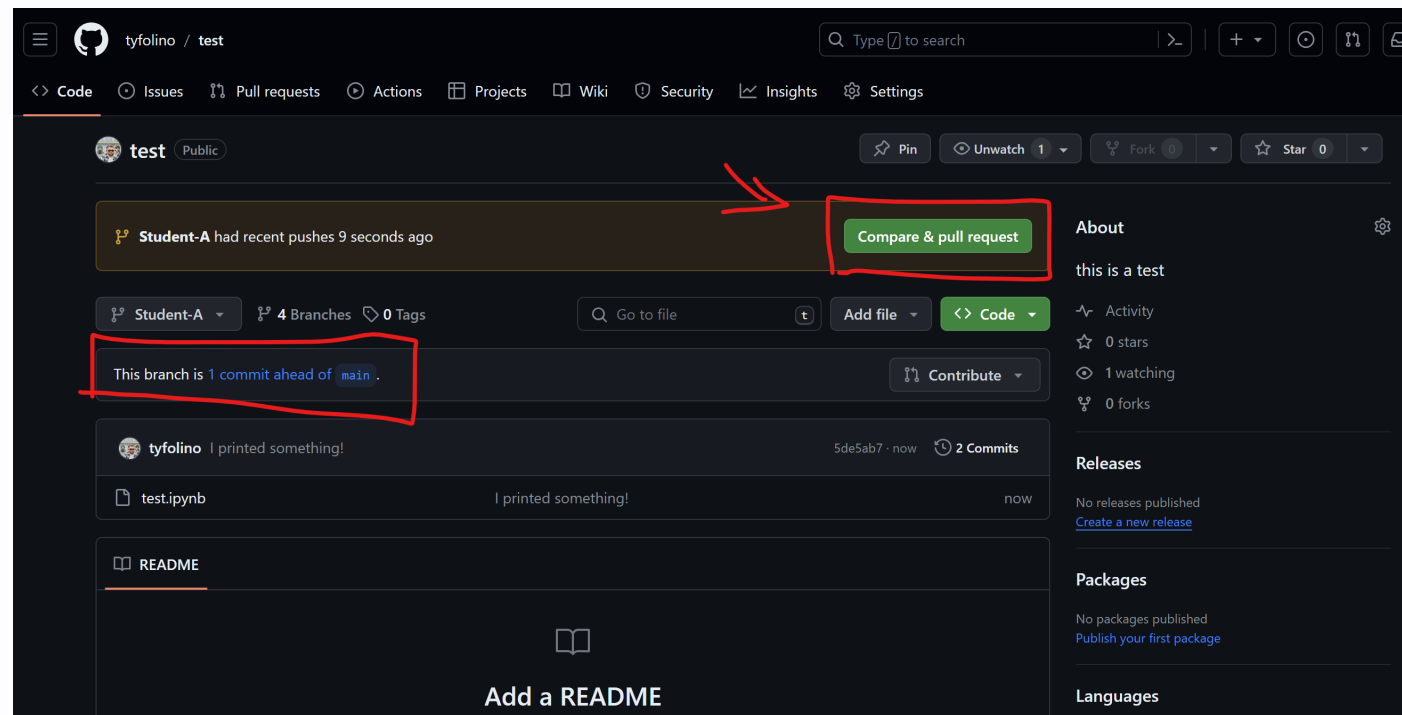 tyfolino / test
Type / to search
Code
Issues
Pull requests
Actions
Projects
Wiki
Security
Insights
Settings
test Public
Pin
Unwatch 1
Fork 0
Star 0
Student-A had recent pushes 9 seconds ago
Compare & pull request
Student-A
4 Branches
0 Tags
Go to file t
Add file
Code
This branch is 1 commit ahead of main.
Contribute
tyfolino I printed something!
5de5ab7 · now
2 Commits
test.ipynb
I printed something!
now
README
Add a README
About
this is a test
Activity
0 stars
1 watching
0 forks
Releases
No releases published
Create a new release
Packages
No packages published
Publish your first package
Languages